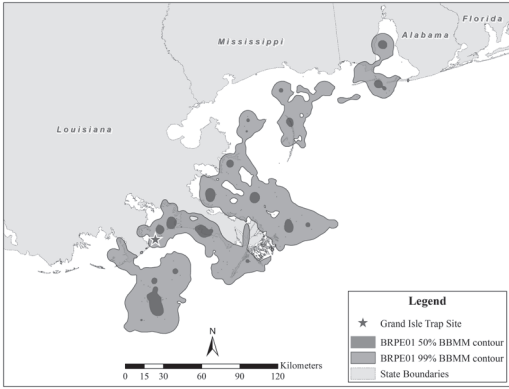 Florida
Alabama
Mississippi
Louisiana
N
Kilometers
0 15 30 60 90 120
Legend
Grand Isle Trap Site
BRPE01 50% BBMM contour
BRPE01 99% BBMM contour
State Boundaries